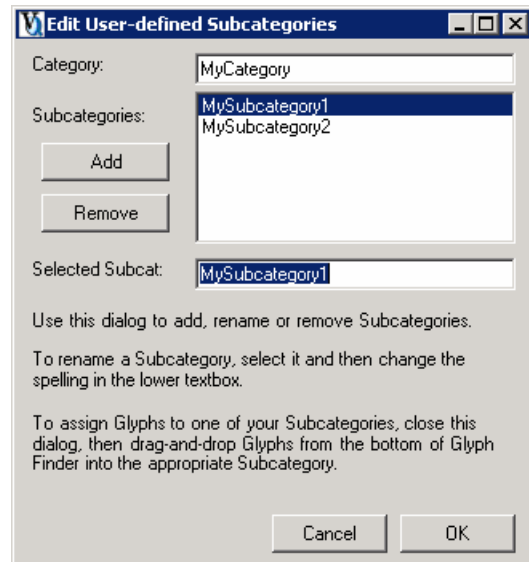 Edit User-defined Subcategories
Category:
MyCategory
Subcategories:
MySubcategory1
MySubcategory2
Add
Remove
Selected Subcat:
MySubcategory1
Use this dialog to add, rename or remove Subcategories.
To rename a Subcategory, select it and then change the
spelling in the lower textbox.
To assign Glyphs to one of your Subcategories, close this
dialog, then drag-and-drop Glyphs from the bottom of Glyph
Finder into the appropriate Subcategory.
Cancel
OK